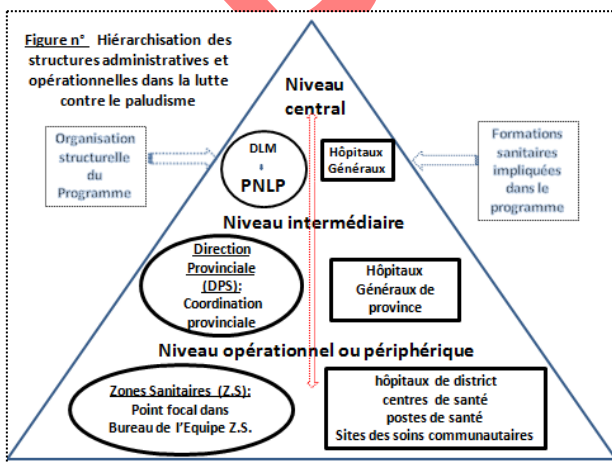 Figure n° Hiérarchisation des
structures administratives et
opérationnelles dans la lutte
contre le paludisme
Niveau
central
Organisation
structurelle
du
Programme
DLM
PNLP
Hôpitaux
Généraux
Formations
sanitaires
impliquées
dans le
programme
Niveau intermédiaire
Direction
Provinciale
(DPS):
Coordination
provinciale
Hôpitaux
Généraux de
province
Niveau opérationnel ou périphérique
Zones Sanitaires (Z.S):
Point focal dans
Bureau de l'Equipe Z.S.
hôpitaux de district
centres de santé
postes de santé
Sites des soins communautaires